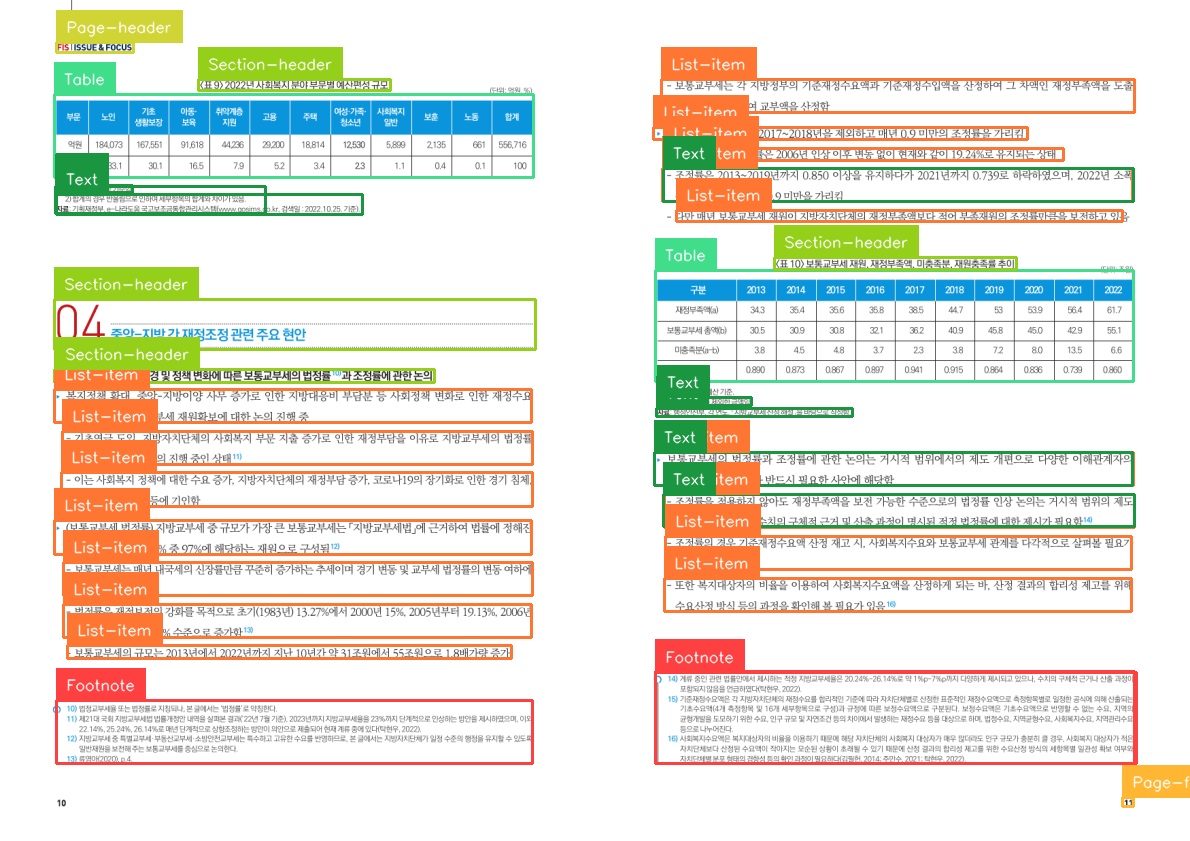 Page-header
FIS | ISSUE & FOCUS
Section-header
Table
<표 9> 2022년 사회복지 분야 부문별 예산편성 규모
(단위: 억원, %)
부문 노인 기초생활보장 아동·보육 취약계층지원 고용 주택 여성·가족·청소년 사회복지일반 보훈 노동 합계
억원 184,073 167,551 91,618 44,236 29,200 18,814 12,530 5,899 2,135 661 556,716
33.1 30.1 16.5 7.9 5.2 3.4 2.3 1.1 0.4 0.1 100
Text
2) 합계의 경우 반올림으로 인하여 세부항목의 합계와 차이가 있음.
자료: 기획재정부, e-나라도움 국고보조금통합관리시스템(www.gosims.go.kr, 검색일 : 2022.10.25. 기준).
Section-header
04 중앙-지방 간 재정조정 관련 주요 현안
Section-header
List-item
경 및 정책 변화에 따른 보통교부세의 법정률10)과 조정률에 관한 논의
복지정책 확대, 중앙-지방이양 사무 증가로 인한 지방대응비 부담분 등 사회정책 변화로 인한 재정수요
List-item
세 재원확보에 대한 논의 진행 중
- 기초연금 도입, 지방자치단체의 사회복지 부문 지출 증가로 인한 재정부담을 이유로 지방교부세의 법정률
List-item
의 진행 중인 상태11)
- 이는 사회복지 정책에 대한 수요 증가, 지방자치단체의 재정부담 증가, 코로나19의 장기화로 인한 경기 침체,
List-item
등에 기인함
(보통교부세 법정률) 지방교부세 중 규모가 가장 큰 보통교부세는 「지방교부세법」에 근거하여 법률에 정해진
List-item
% 중 97%에 해당하는 재원으로 구성됨12)
- 보통교부세는 매년 내국세의 신장률만큼 꾸준히 증가하는 추세이며 경기 변동 및 교부세 법정률의 변동 여하에
List-item
- 법정률은 재정보전의 강화를 목적으로 초기(1983년) 13.27%에서 2000년 15%, 2005년부터 19.13%, 2006년
List-item
% 수준으로 증가함13)
- 보통교부세의 규모는 2013년에서 2022년까지 지난 10년간 약 31조원에서 55조원으로 1.8배가량 증가
Footnote
10) 법정교부세율 또는 법정률로 지칭되나, 본 글에서는 '법정률'로 약칭한다.
11) 제21대 국회 지방교부세법 법률개정안 내역을 살펴본 결과('22년 7월 기준), 2023년까지 지방교부세율을 23%까지 단계적으로 인상하는 방안을 제시하였으며, 이외
22.14%, 25.24%, 26.14%로 매년 단계적으로 상향조정하는 방안이 의안으로 제출되어 현재 계류 중에 있다(탁현우, 2022).
12) 지방교부세 중 특별교부세·부동산교부세·소방안전교부세는 특수하고 고유한 수요를 반영하므로, 본 글에서는 지방자치단체가 일정 수준의 행정을 유지할 수 있도록
일반재원을 보전해 주는 보통교부세를 중심으로 논의한다.
13) 류영아(2020), p.4.
10
List-item
- 보통교부세는 각 지방정부의 기준재정수요액과 기준재정수입액을 산정하여 그 차액인 재정부족액을 도출
List-item
여 교부액을 산정함
List-item
2017~2018년을 제외하고 매년 0.9 미만의 조정률을 가리킴
Text
item
률은 2006년 인상 이후 변동 없이 현재와 같이 19.24%로 유지되는 상태
- 조정률은 2013~2019년까지 0.850 이상을 유지하다가 2021년까지 0.739로 하락하였으며, 2022년 소폭
List-item
.9 미만을 가리킴
- 다만 매년 보통교부세 재원이 지방자치단체의 재정부족액보다 적어 부족재원의 조정률만큼을 보전하고 있음
Section-header
Table
<표 10> 보통교부세 재원, 재정부족액, 미충족분, 재원충족률 추이
(단위: 조원)
구분 2013 2014 2015 2016 2017 2018 2019 2020 2021 2022
재정부족액(a) 34.3 35.4 35.6 35.8 38.5 44.7 53 53.9 56.4 61.7
보통교부세 총액(b) 30.5 30.9 30.8 32.1 36.2 40.9 45.8 45.0 42.9 55.1
미충족분(a-b) 3.8 4.5 4.8 3.7 2.3 3.8 7.2 8.0 13.5 6.6
0.890 0.873 0.867 0.897 0.941 0.915 0.864 0.836 0.739 0.860
Text
예산 기준.
Text
item
보통교부세의 법정률과 조정률에 관한 논의는 거시적 범위에서의 제도 개편으로 다양한 이해관계자의
Text
item
반드시 필요한 사안에 해당함
- 조정률을 적용하지 않아도 재정부족액을 보전 가능한 수준으로의 법정률 인상 논의는 거시적 범위의 제도
List-item
수치의 구체적 근거 및 산출 과정이 명시된 적정 법정률에 대한 제시가 필요함14)
- 조정률의 경우 기준재정수요액 산정 재고 시, 사회복지수요와 보통교부세 관계를 다각적으로 살펴볼 필요가
List-item
- 또한 복지대상자의 비율을 이용하여 사회복지수요액을 산정하게 되는 바, 산정 결과의 합리성 제고를 위해
수요산정 방식 등의 과정을 확인해 볼 필요가 있음16)
Footnote
14) 계류 중인 관련 법률안에서 제시하는 적정 지방교부세율은 20.24%~26.14%로 약 1%p~7%p까지 다양하게 제시되고 있으나, 수치의 구체적 근거나 산출 과정이
포함되지 않음을 언급하였다(탁현우, 2022).
15) 기준재정수요액은 각 지방자치단체의 재정수요를 합리적인 기준에 따라 자치단체별로 산정한 표준적인 재정수요액으로 측정항목별로 일정한 공식에 의해 산출되는
기초수요액(4개 측정항목 및 16개 세부항목으로 구성)과 규정에 따른 보정수요액으로 구분된다. 보정수요액은 기초수요액으로 반영할 수 없는 수요, 지역의
균형개발을 도모하기 위한 수요, 인구 규모 및 자연조건 등의 차이에서 발생하는 재정수요 등을 대상으로 하며, 법정수요, 지역균형수요, 사회복지수요, 지역관리수요
등으로 나누어진다.
16) 사회복지수요액은 복지대상자의 비율을 이용하기 때문에 해당 자치단체의 사회복지 대상자가 매우 많더라도 인구 규모가 충분히 클 경우, 사회복지 대상자가 적은
자치단체보다 산정된 수요액이 작아지는 모순된 상황이 초래될 수 있기 때문에 산정 결과의 합리성 제고를 위한 수요산정 방식의 세항목별 일관성 확보 여부와
자치단체별 분포 형태의 경향성 등의 확인 과정이 필요하다(김필헌, 2014; 주만수, 2021; 탁현우, 2022).
Page-f
11